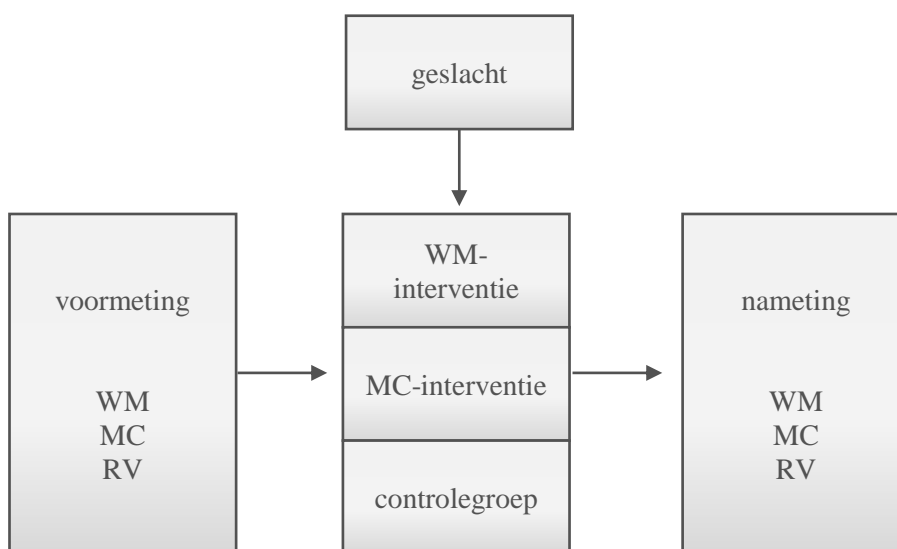 geslacht
voormeting
WM
MC
RV
WM-
interventie
MC-interventie
controlegroep
nameting
WM
MC
RV